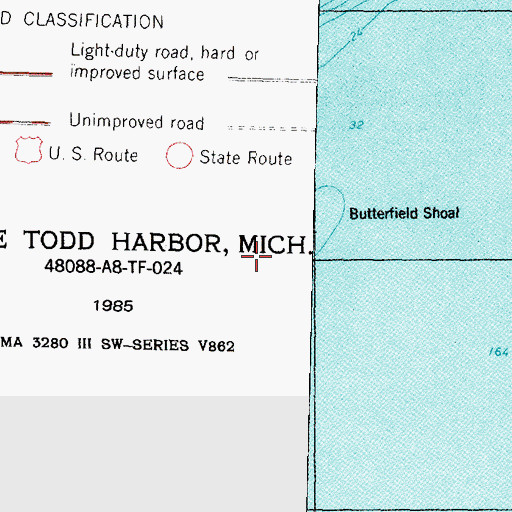 D CLASSIFICATION
Light-duty road, hard or
improved surface
Unimproved road
U. S. Route
State Route
E TODD HARBOR, MICH.
48088-A8-TF-024
1985
MA 3280 III SW–SERIES V862
24
32
Butterfield Shoal
164